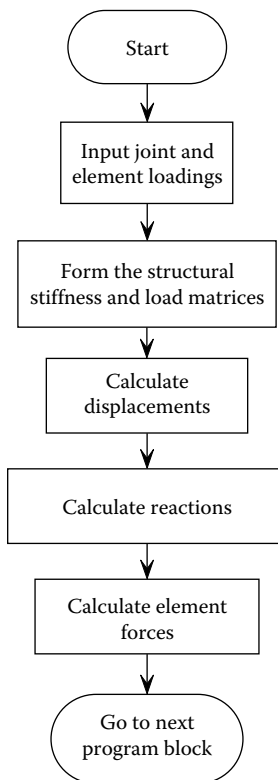 Start
Input joint and
element loadings
Form the structural
stiffness and load matrices
Calculate
displacements
Calculate reactions
Calculate element
forces
Go to next
program block